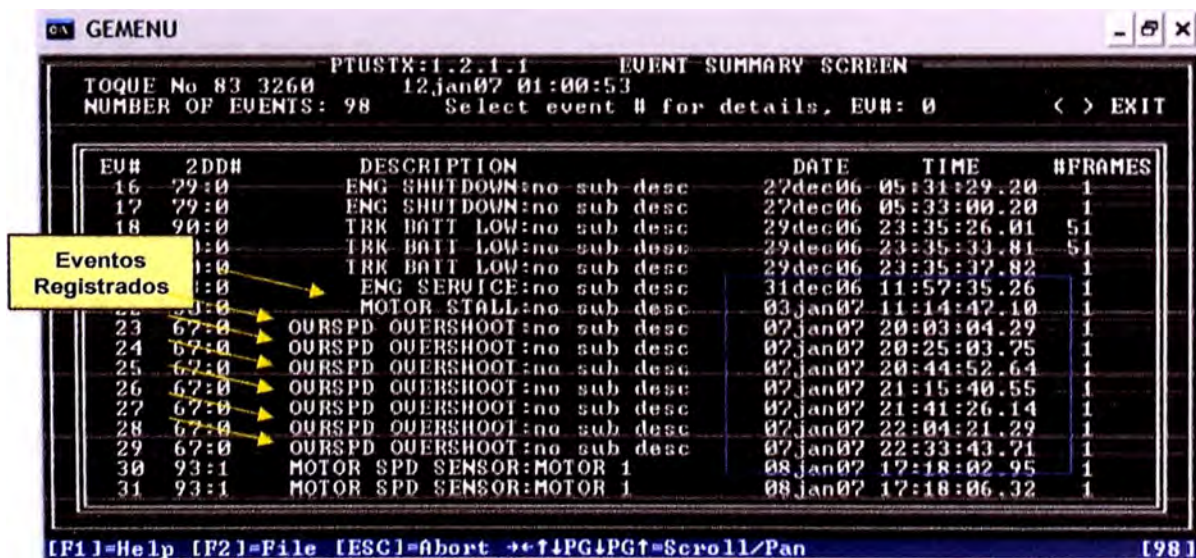 GEMENU
PTUSTX:1.2.1.1 EVENT SUMMARY SCREEN
TOQUE No 83 3260 12jan07 01:00:53
NUMBER OF EVENTS: 98 Select event # for details, EV#: 0 < > EXIT
EV# 2DD# DESCRIPTION DATE TIME #FRAMES
16 79:0 ENG SHUTDOWN:no sub desc 27dec06 05:31:29.20 1
17 79:0 ENG SHUTDOWN:no sub desc 27dec06 05:33:00.20 1
18 90:0 TRK BATT LOW:no sub desc 29dec06 23:35:26.01 51
TRK BATT LOW:no sub desc 29dec06 23:35:33.81 51
TRK BATT LOW:no sub desc 29dec06 23:35:37.82 1
ENG SERVICE:no sub desc 31dec06 11:57:35.26 1
MOTOR STALL:no sub desc 03jan07 11:14:47.10 1
23 67:0 OVRSPD OVERSHOOT:no sub desc 07jan07 20:03:04.29 1
24 67:0 OVRSPD OVERSHOOT:no sub desc 07jan07 20:25:03.75 1
25 67:0 OVRSPD OVERSHOOT:no sub desc 07jan07 20:44:52.64 1
26 67:0 OVRSPD OVERSHOOT:no sub desc 07jan07 21:15:40.55 1
27 67:0 OVRSPD OVERSHOOT:no sub desc 07jan07 21:41:26.14 1
28 67:0 OVRSPD OVERSHOOT:no sub desc 07jan07 22:04:21.29 1
29 67:0 OVRSPD OVERSHOOT:no sub desc 07jan07 22:33:43.71 1
30 93:1 MOTOR SPD SENSOR:MOTOR 1 08jan07 17:18:02.95 1
31 93:1 MOTOR SPD SENSOR:MOTOR 1 08jan07 17:18:06.32 1
Eventos
Registrados
[F1]=Help [F2]=File [ESC]=Abort →←↑↓PG↓PG↑=Scroll/Pan [98]